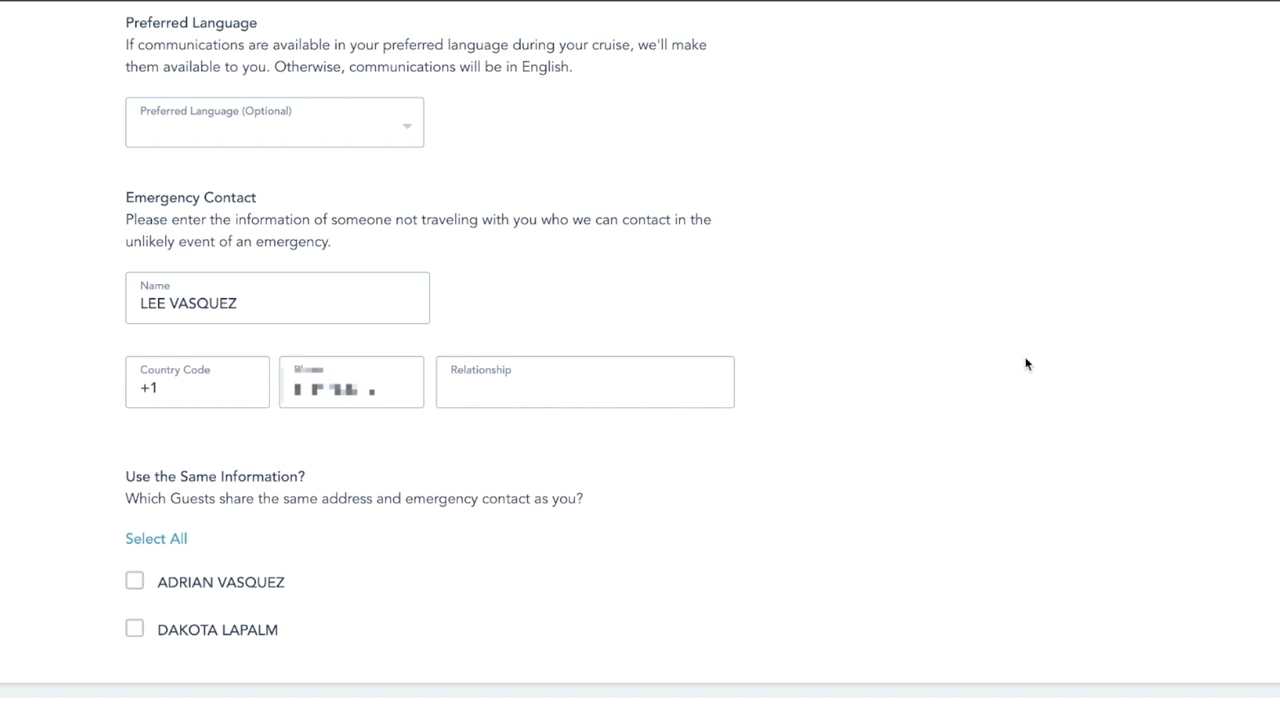 Preferred Language
If communications are available in your preferred language during your cruise, we'll make
them available to you. Otherwise, communications will be in English.
Preferred Language (Optional)
Emergency Contact
Please enter the information of someone not traveling with you who we can contact in the
unlikely event of an emergency.
Name
LEE VASQUEZ
Country Code
+1
Relationship
Use the Same Information?
Which Guests share the same address and emergency contact as you?
Select All
ADRIAN VASQUEZ
DAKOTA LAPALM